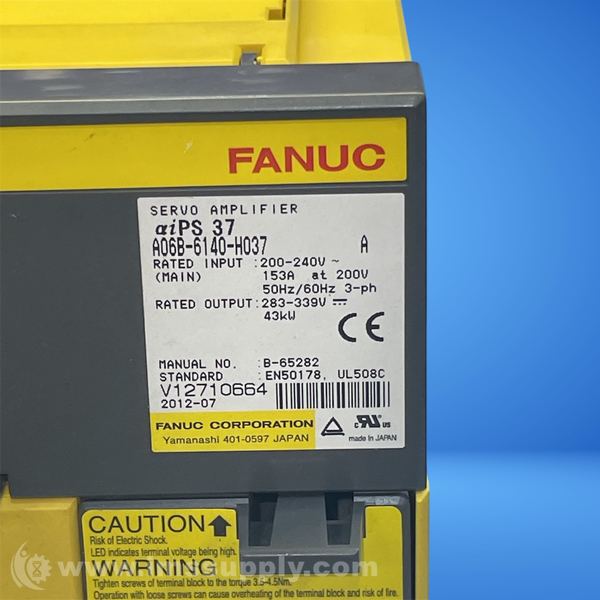 FANUC
SERVO AMPLIFIER
αiPS 37
A06B-6140-H037 A
RATED INPUT : 200-240V ~
(MAIN) 153A at 200V
50Hz/60Hz 3-ph
RATED OUTPUT: 283-339V ⎓
43kW
CE
MANUAL NO. : B-65282
STANDARD : EN50178, UL508C
V12710664
2012-07
FANUC CORPORATION
Yamanashi 401-0597 JAPAN
c RU us
made in JAPAN
CAUTION
Risk of Electric Shock.
LED indicates terminal voltage being high.
WARNING
Tighten screws of terminal block to the torque 3.5-4.5Nm.
Operation with loose screws can cause overheating of the terminal block and risk of fire.